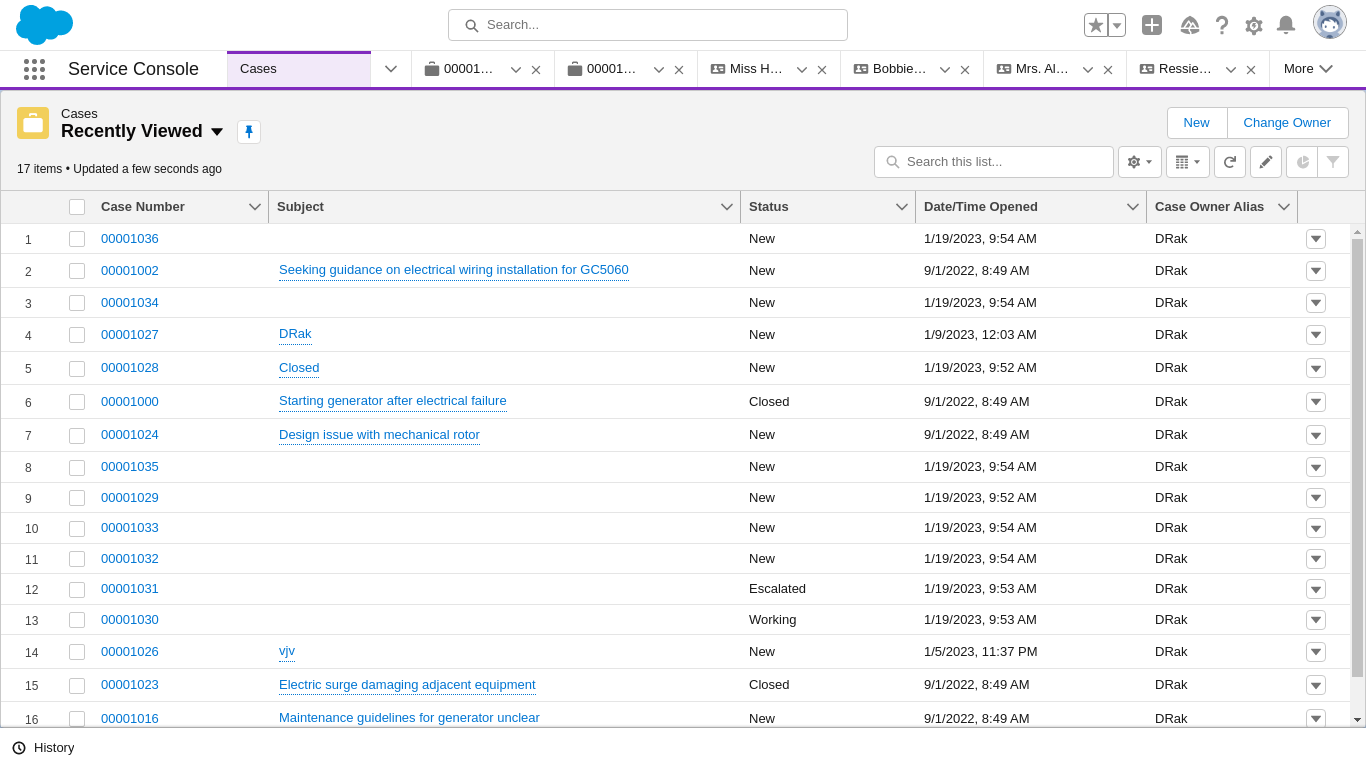 Search...
Service Console
Cases
00001…
00001…
Miss H…
Bobbie…
Mrs. Al…
Ressie…
More
Cases
Recently Viewed
New
Change Owner
17 items • Updated a few seconds ago
Search this list...
Case Number Subject Status Date/Time Opened Case Owner Alias
1 00001036 New 1/19/2023, 9:54 AM DRak
2 00001002 Seeking guidance on electrical wiring installation for GC5060 New 9/1/2022, 8:49 AM DRak
3 00001034 New 1/19/2023, 9:54 AM DRak
4 00001027 DRak New 1/9/2023, 12:03 AM DRak
5 00001028 Closed New 1/19/2023, 9:52 AM DRak
6 00001000 Starting generator after electrical failure Closed 9/1/2022, 8:49 AM DRak
7 00001024 Design issue with mechanical rotor New 9/1/2022, 8:49 AM DRak
8 00001035 New 1/19/2023, 9:54 AM DRak
9 00001029 New 1/19/2023, 9:52 AM DRak
10 00001033 New 1/19/2023, 9:54 AM DRak
11 00001032 New 1/19/2023, 9:54 AM DRak
12 00001031 Escalated 1/19/2023, 9:53 AM DRak
13 00001030 Working 1/19/2023, 9:53 AM DRak
14 00001026 vjv New 1/5/2023, 11:37 PM DRak
15 00001023 Electric surge damaging adjacent equipment Closed 9/1/2022, 8:49 AM DRak
16 00001016 Maintenance guidelines for generator unclear New 9/1/2022, 8:49 AM DRak
History